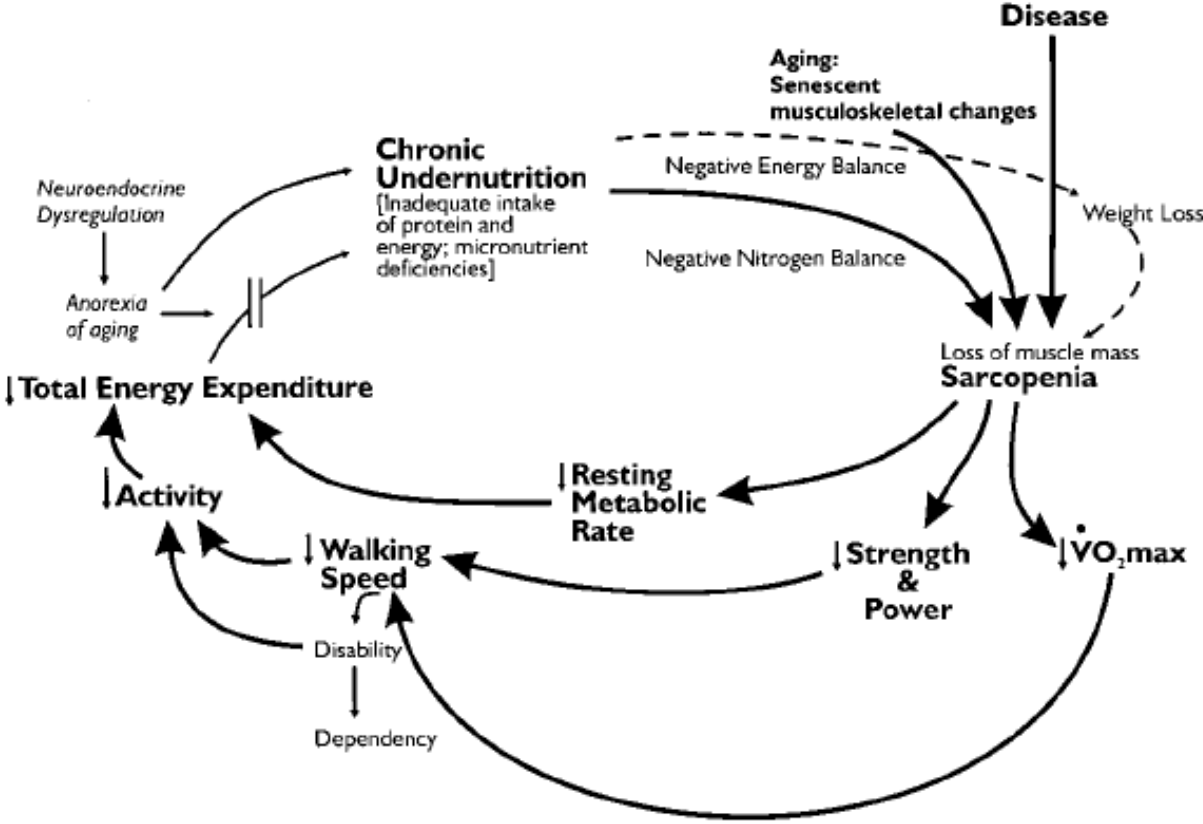 Disease
Aging:
Senescent
musculoskeletal changes
Chronic
Undernutrition
[Inadequate intake
of protein and
energy; micronutrient
deficiencies]
Negative Energy Balance
Neuroendocrine
Dysregulation
Weight Loss
Negative Nitrogen Balance
Anorexia
of aging
Loss of muscle mass
Sarcopenia
↓Total Energy Expenditure
↓Activity
↓Resting
Metabolic
Rate
↓Walking
Speed
↓Strength
&
Power
↓V̇O₂max
Disability
Dependency